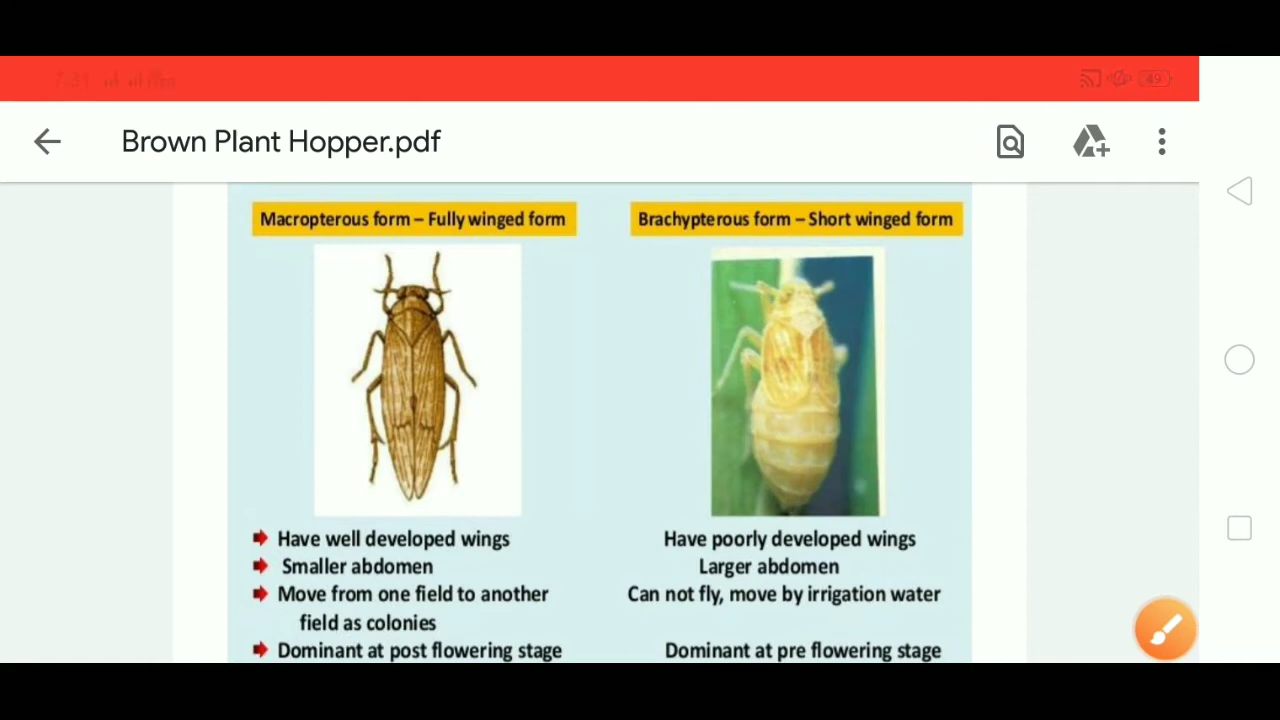 49
Brown Plant Hopper.pdf
Macropterous form – Fully winged form
Brachypterous form – Short winged form
Have well developed wings
Have poorly developed wings
Smaller abdomen
Larger abdomen
Move from one field to another
Can not fly, move by irrigation water
field as colonies
Dominant at post flowering stage
Dominant at pre flowering stage